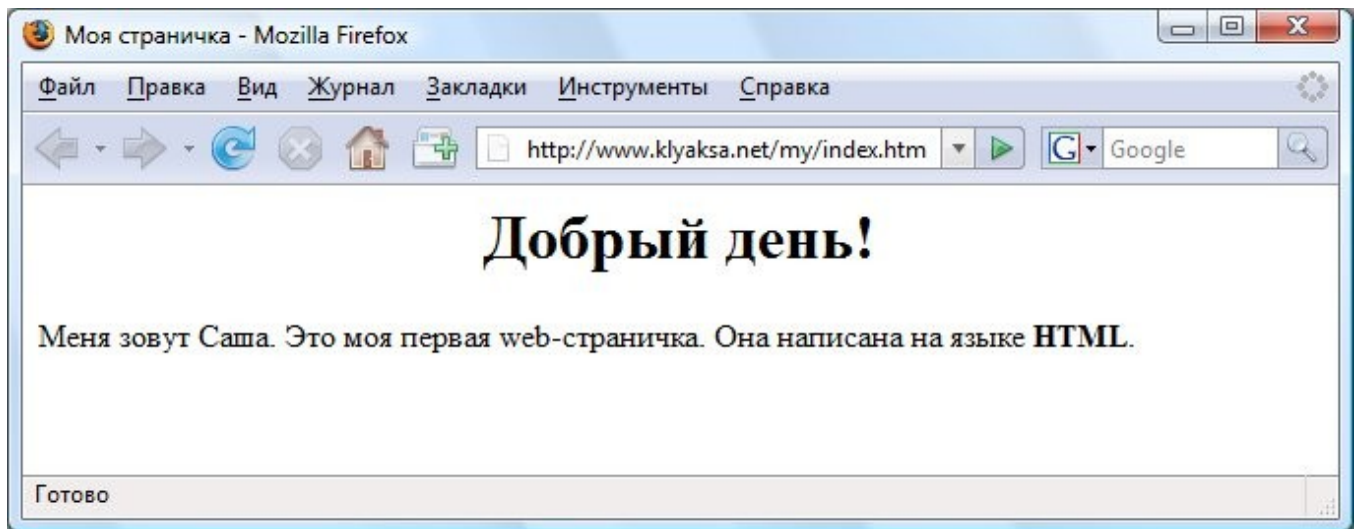 Моя страничка - Mozilla Firefox
Файл Правка Вид Журнал Закладки Инструменты Справка
http://www.klyaksa.net/my/index.htm G Google
Добрый день!
Меня зовут Саша. Это моя первая web-страничка. Она написана на языке HTML.
Готово